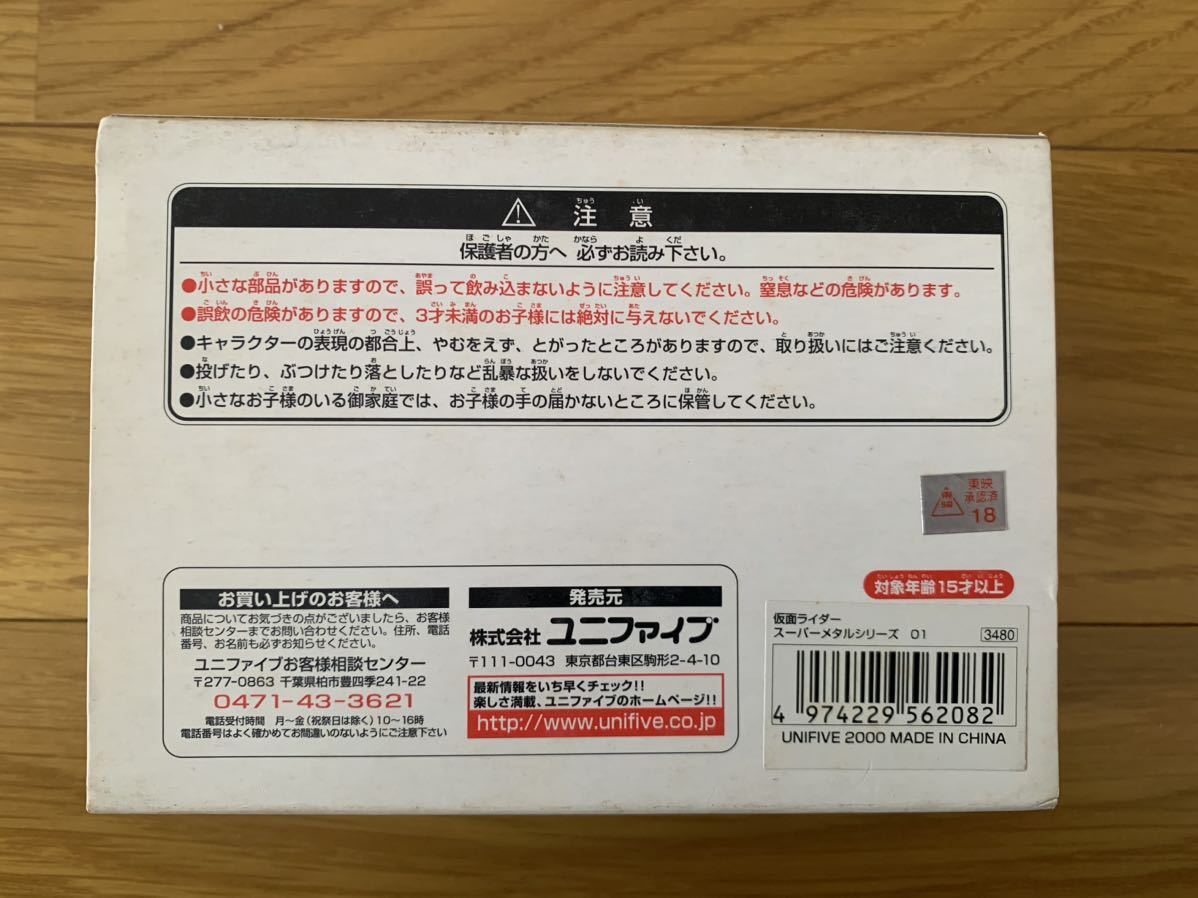 注意
保護者の方へ 必ずお読み下さい。
●小さな部品がありますので、誤って飲み込まないように注意してください。窒息などの危険があります。
●誤飲の危険がありますので、3才未満のお子様には絶対に与えないでください。
●キャラクターの表現の都合上、やむをえず、とがったところがありますので、取り扱いにはご注意ください。
●投げたり、ぶつけたり落としたりなど乱暴な扱いをしないでください。
●小さなお子様のいる御家庭では、お子様の手の届かないところに保管してください。
東映
東映
承認済
18
対象年齢15才以上
お買い上げのお客様へ
商品についてお気づきの点がございましたら、お客様
相談センターまでお問い合わせください。住所、電話
番号、お名前も必ずお知らせください。
ユニファイブお客様相談センター
〒277-0863 千葉県柏市豊四季241-22
0471-43-3621
電話受付時間 月〜金(祝祭日は除く)10〜16時
電話番号はよく確かめてお間違いのないようにご注意下さい
発売元
株式会社 ユニファイブ
〒111-0043 東京都台東区駒形2-4-10
最新情報をいち早くチェック!!
楽しさ満載、ユニファイブのホームページ!!
http://www.unifive.co.jp
仮面ライダー
スーパーメタルシリーズ 01
3480
4 974229 562082
UNIFIVE 2000 MADE IN CHINA